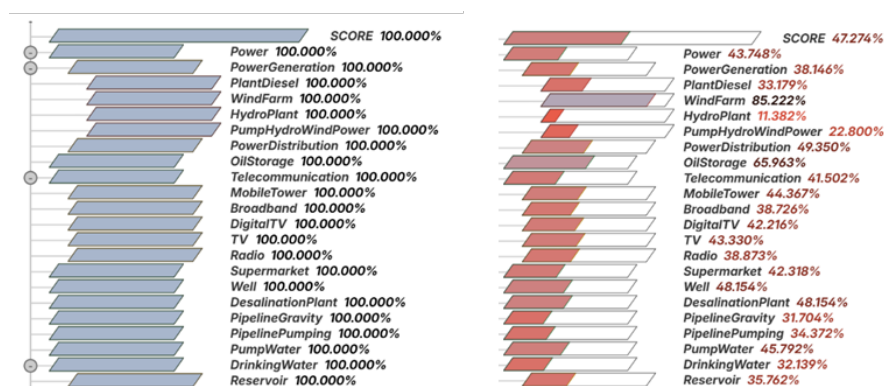 SCORE 100.000%
Power 100.000%
PowerGeneration 100.000%
PlantDiesel 100.000%
WindFarm 100.000%
HydroPlant 100.000%
PumpHydroWindPower 100.000%
PowerDistribution 100.000%
OilStorage 100.000%
Telecommunication 100.000%
MobileTower 100.000%
Broadband 100.000%
DigitalTV 100.000%
TV 100.000%
Radio 100.000%
Supermarket 100.000%
Well 100.000%
DesalinationPlant 100.000%
PipelineGravity 100.000%
PipelinePumping 100.000%
PumpWater 100.000%
DrinkingWater 100.000%
Reservoir 100.000%
SCORE 47.274%
Power 43.748%
PowerGeneration 38.146%
PlantDiesel 33.179%
WindFarm 85.222%
HydroPlant 11.382%
PumpHydroWindPower 22.800%
PowerDistribution 49.350%
OilStorage 65.963%
Telecommunication 41.502%
MobileTower 44.367%
Broadband 38.726%
DigitalTV 42.216%
TV 43.330%
Radio 38.873%
Supermarket 42.318%
Well 48.154%
DesalinationPlant 48.154%
PipelineGravity 31.704%
PipelinePumping 34.372%
PumpWater 45.792%
DrinkingWater 32.139%
Reservoir 35.762%